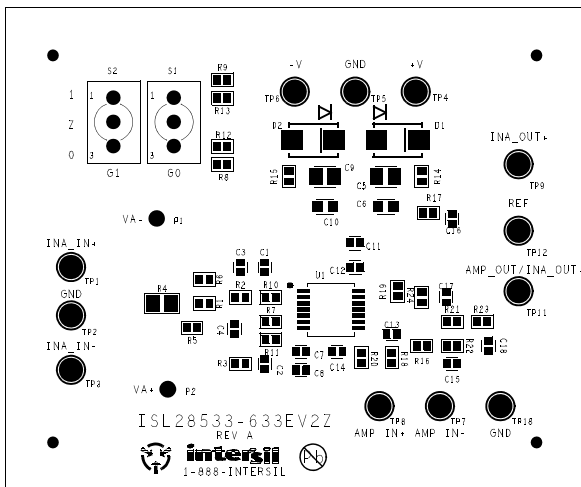 S2 S1 R9 -V GND +V
TP6 TP5 TP4
1 1 1 R13
Z D2 D1 INA_OUT+
R12
0 3 3 R8 R15 C9 C5 R14 TP9
G1 G0
C10 C6 R17 C16 REF
VA- P1
TP12
INA_IN+ C11
C3 C1 C12 AMP_OUT/INA_OUT-
TP1 R6 U1
GND R4 R2 R10 R19 R24 C17
R1 TP11
R7 R21 R23
TP2 R5 C4 C13
INA_IN- R11 C7 C14 R20 R18 R16 R22 C18
R3 C2 C8 C15
TP3
VA+ P2
TP8 TP7 TP18
ISL28533-633EV2Z AMP IN+ AMP IN- GND
REV A
intersil Pb
1-888-INTERSIL